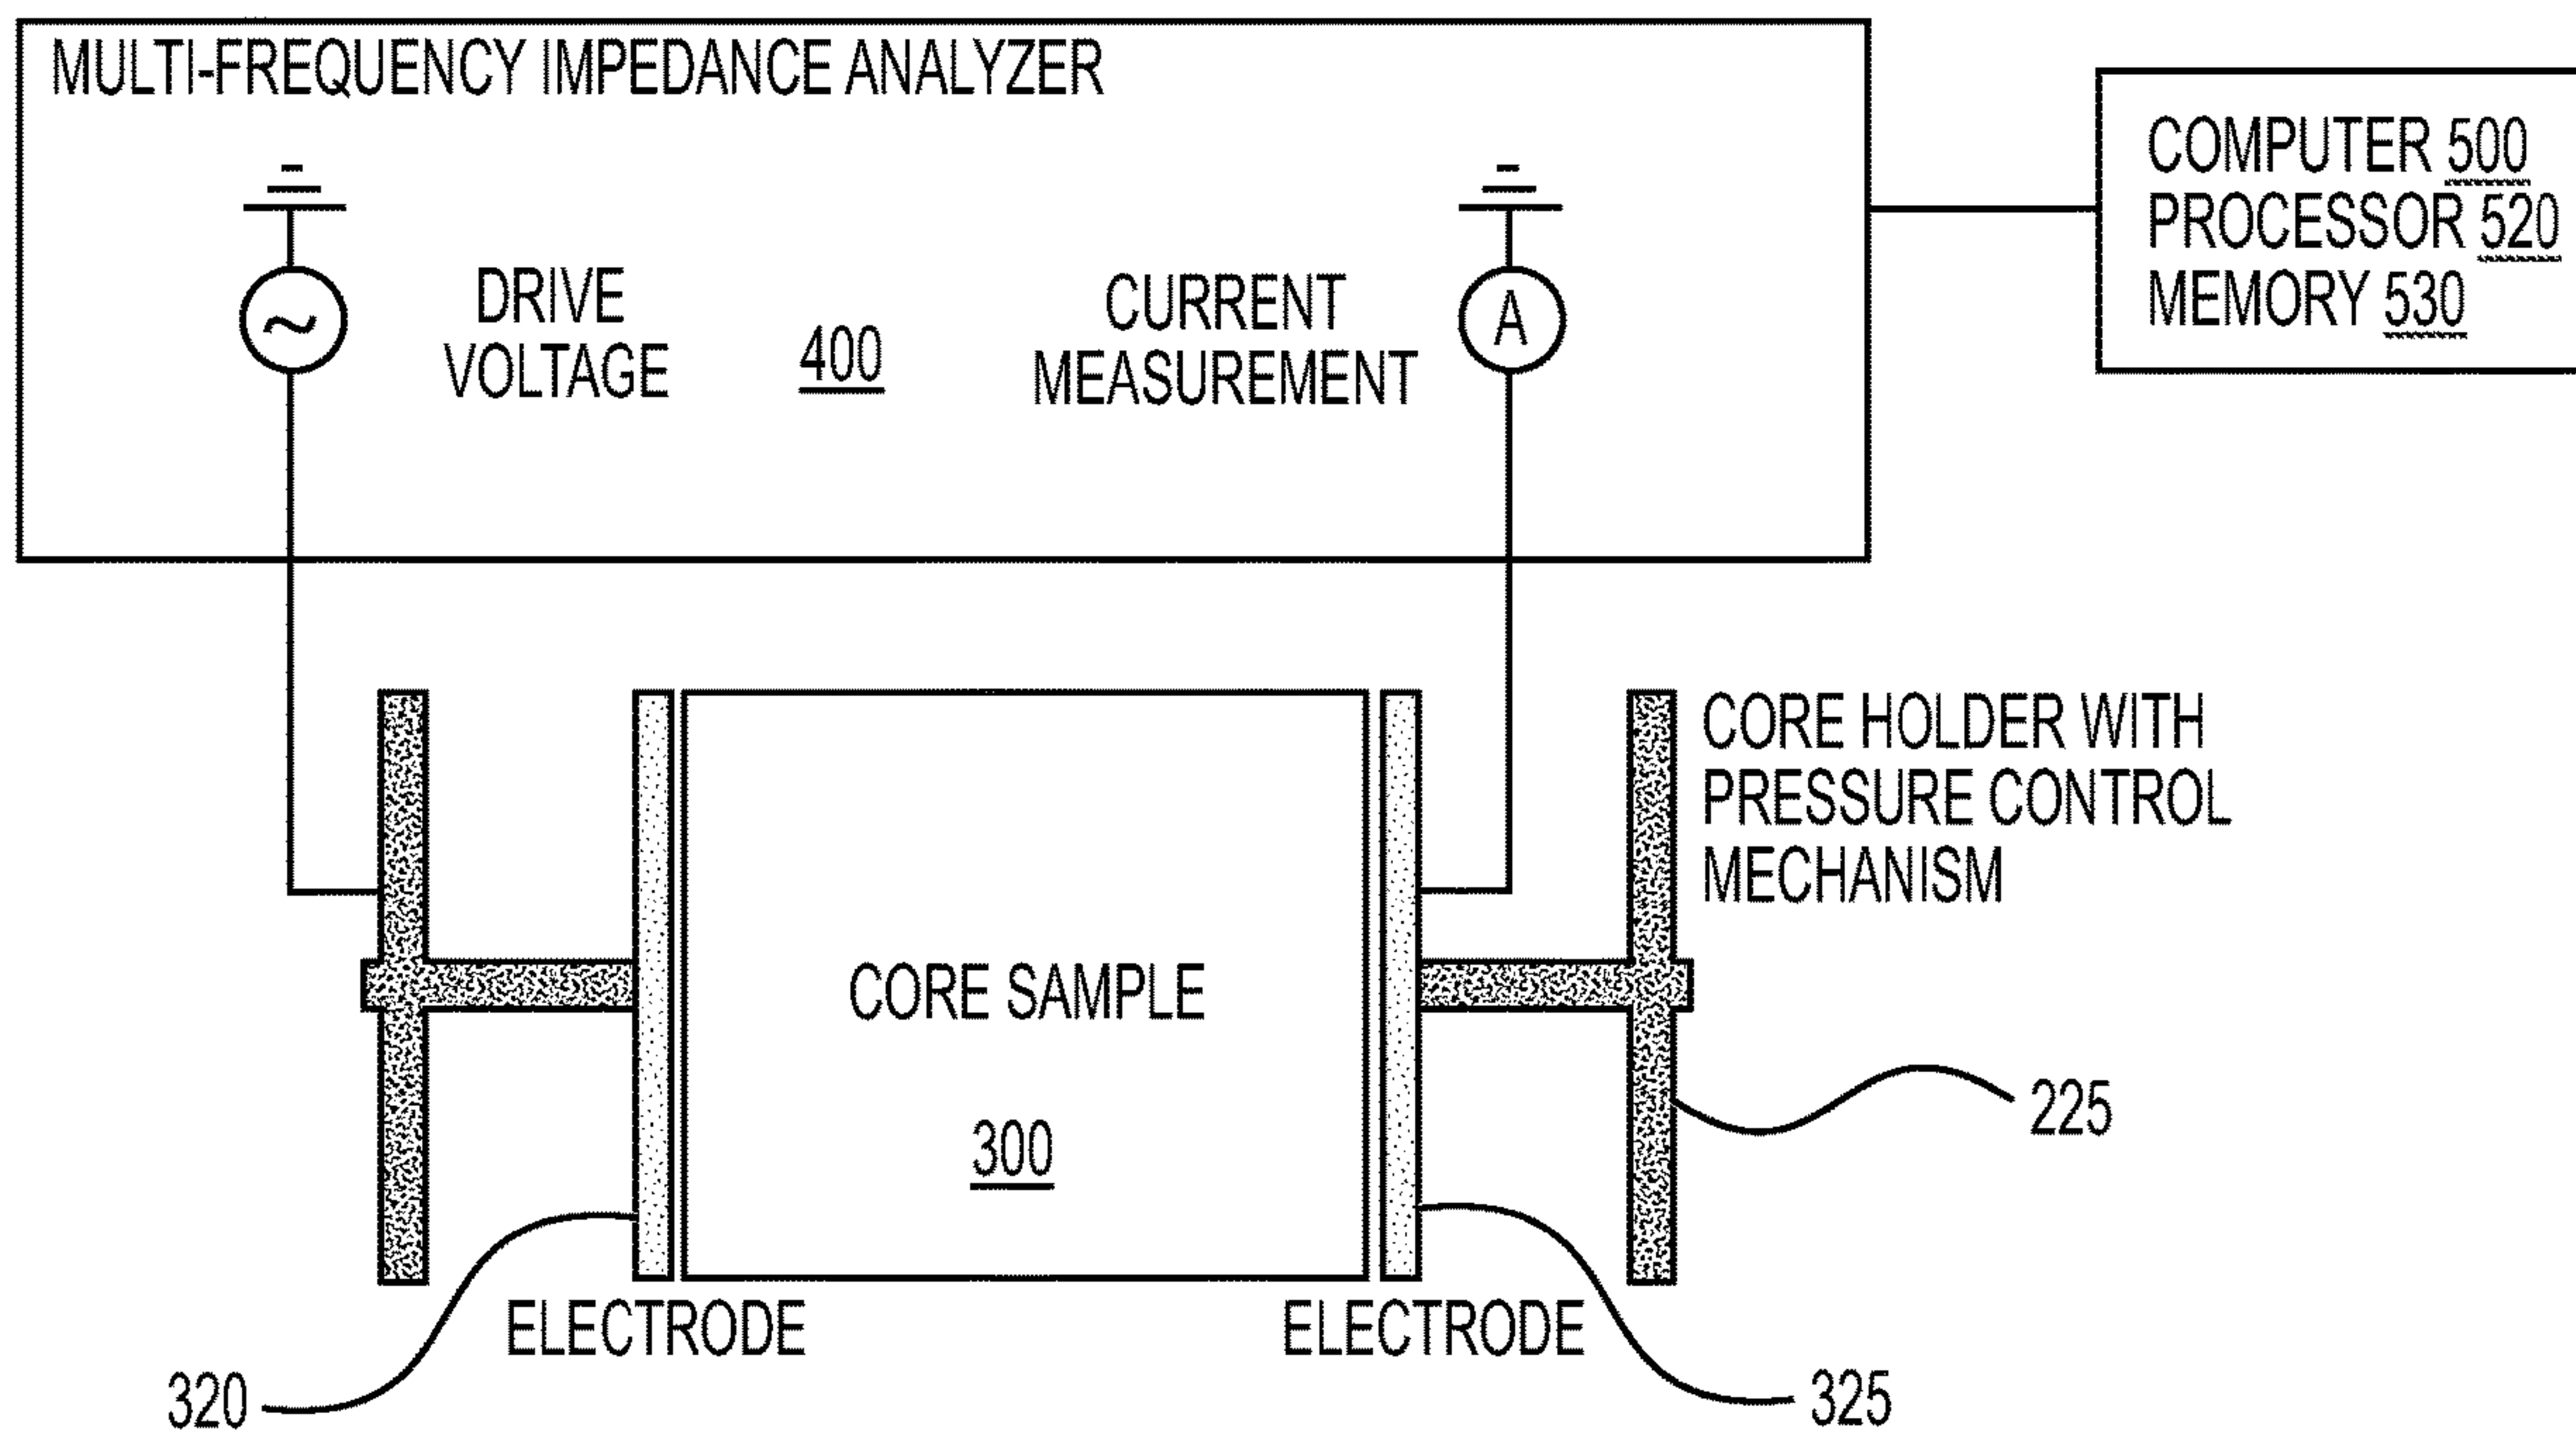 MULTI-FREQUENCY IMPEDANCE ANALYZER
DRIVE
VOLTAGE
400
CURRENT
MEASUREMENT
A
COMPUTER 500
PROCESSOR 520
MEMORY 530
CORE HOLDER WITH
PRESSURE CONTROL
MECHANISM
CORE SAMPLE
300
225
ELECTRODE
ELECTRODE
320
325